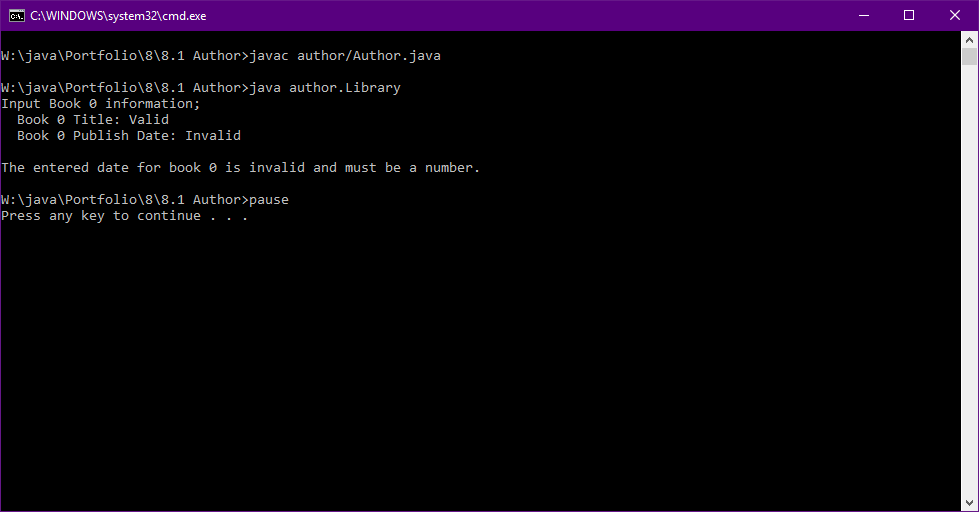 C:\WINDOWS\system32\cmd.exe
W:\java\Portfolio\8\8.1 Author>javac author/Author.java
W:\java\Portfolio\8\8.1 Author>java author.Library
Input Book 0 information;
  Book 0 Title: Valid
  Book 0 Publish Date: Invalid
The entered date for book 0 is invalid and must be a number.
W:\java\Portfolio\8\8.1 Author>pause
Press any key to continue . . .